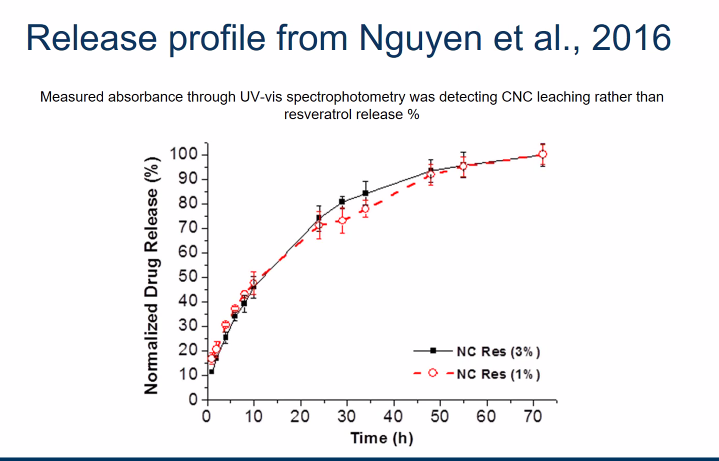 Release profile from Nguyen et al., 2016
Measured absorbance through UV-vis spectrophotometry was detecting CNC leaching rather than
resveratrol release %
Normalized Drug Release (%)
100
90
80
70
60
50
40
30
20
10
0
NC Res (3%)
NC Res (1%)
0 10 20 30 40 50 60 70
Time (h)